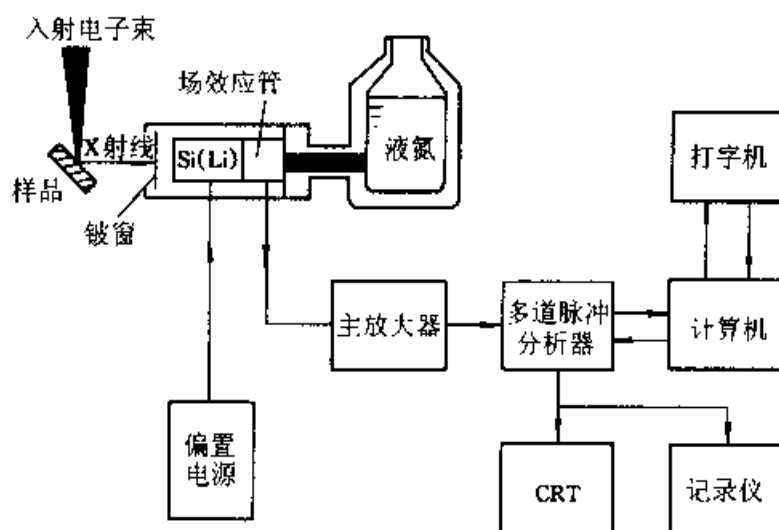 入射电子束
场效应管
X射线
Si(Li)
液氮
样品
铍窗
打字机
主放大器
多道脉冲
分析器
计算机
偏置
电源
CRT
记录仪